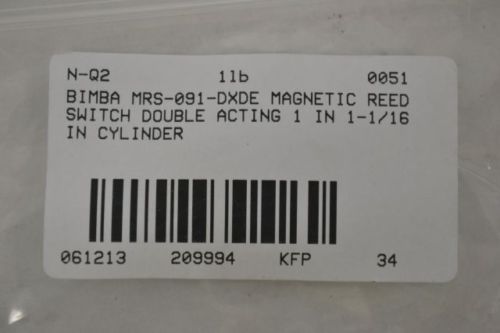 N-Q2 1lb 0051
BIMBA MRS-091-DXDE MAGNETIC REED
SWITCH DOUBLE ACTING 1 IN 1-1/16
IN CYLINDER
061213 209994 KFP 34